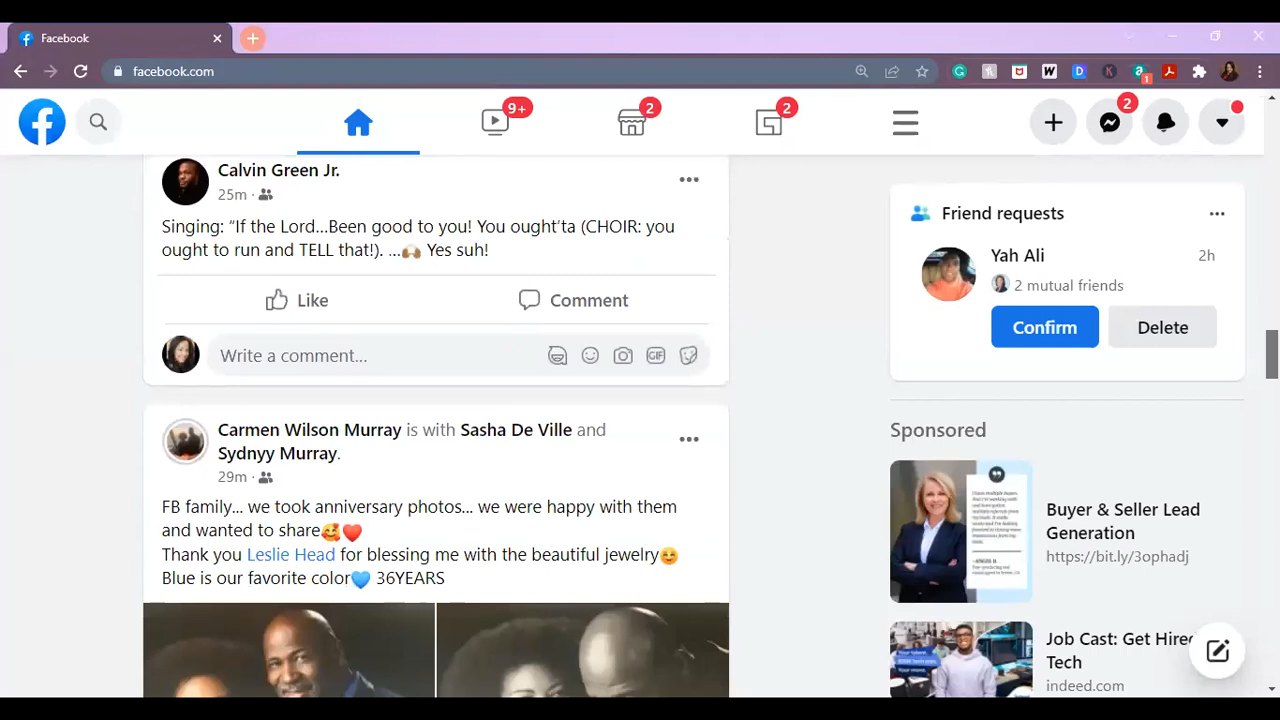 Facebook
facebook.com
1
9+
2
2
2
Calvin Green Jr.
25m ·
Singing: “If the Lord...Been good to you! You ought’ta (CHOIR: you
ought to run and TELL that!). ...🙌🏽 Yes suh!
Like
Comment
Write a comment...
GIF
Carmen Wilson Murray is with Sasha De Ville and
Sydnyy Murray.
29m ·
FB family... we took anniversary photos... we were happy with them
and wanted to share🥰❤️
Thank you Leslie Head for blessing me with the beautiful jewelry😊
Blue is our favorite color💙 36YEARS
Friend requests
Yah Ali
2h
2 mutual friends
Confirm
Delete
Sponsored
Buyer & Seller Lead
Generation
https://bit.ly/3ophadj
Job Cast: Get Hired
Tech
indeed.com